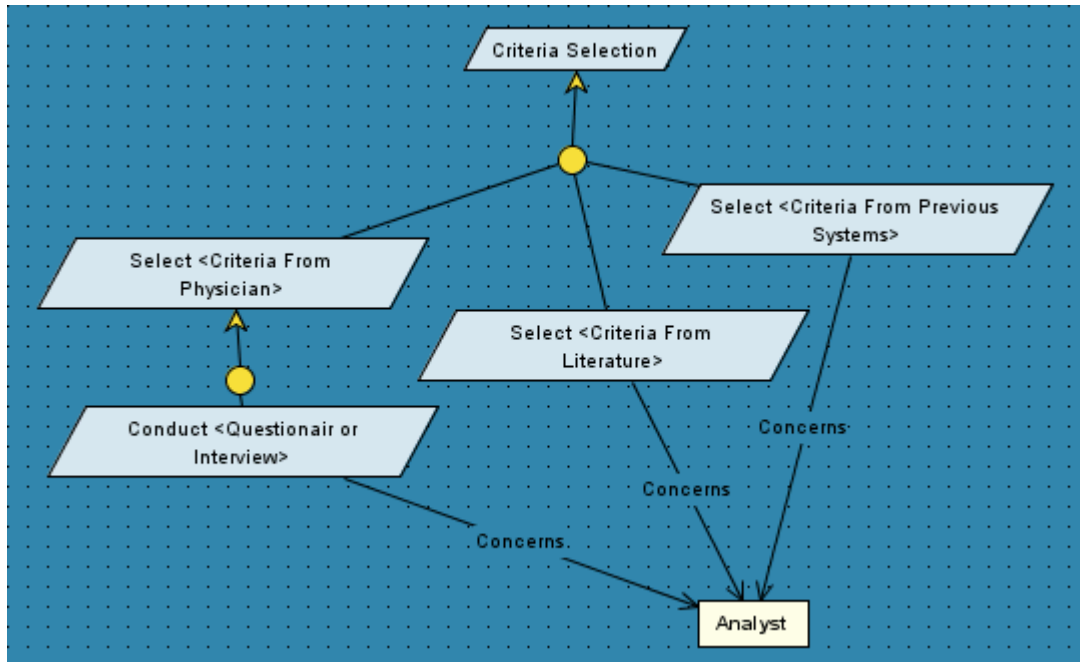 Criteria Selection
Select <Criteria From Previous
Systems>
Select <Criteria From
Physician>
Select <Criteria From
Literature>
Conduct <Questionair or
Interview>
Concerns
Concerns
Concerns
Analyst